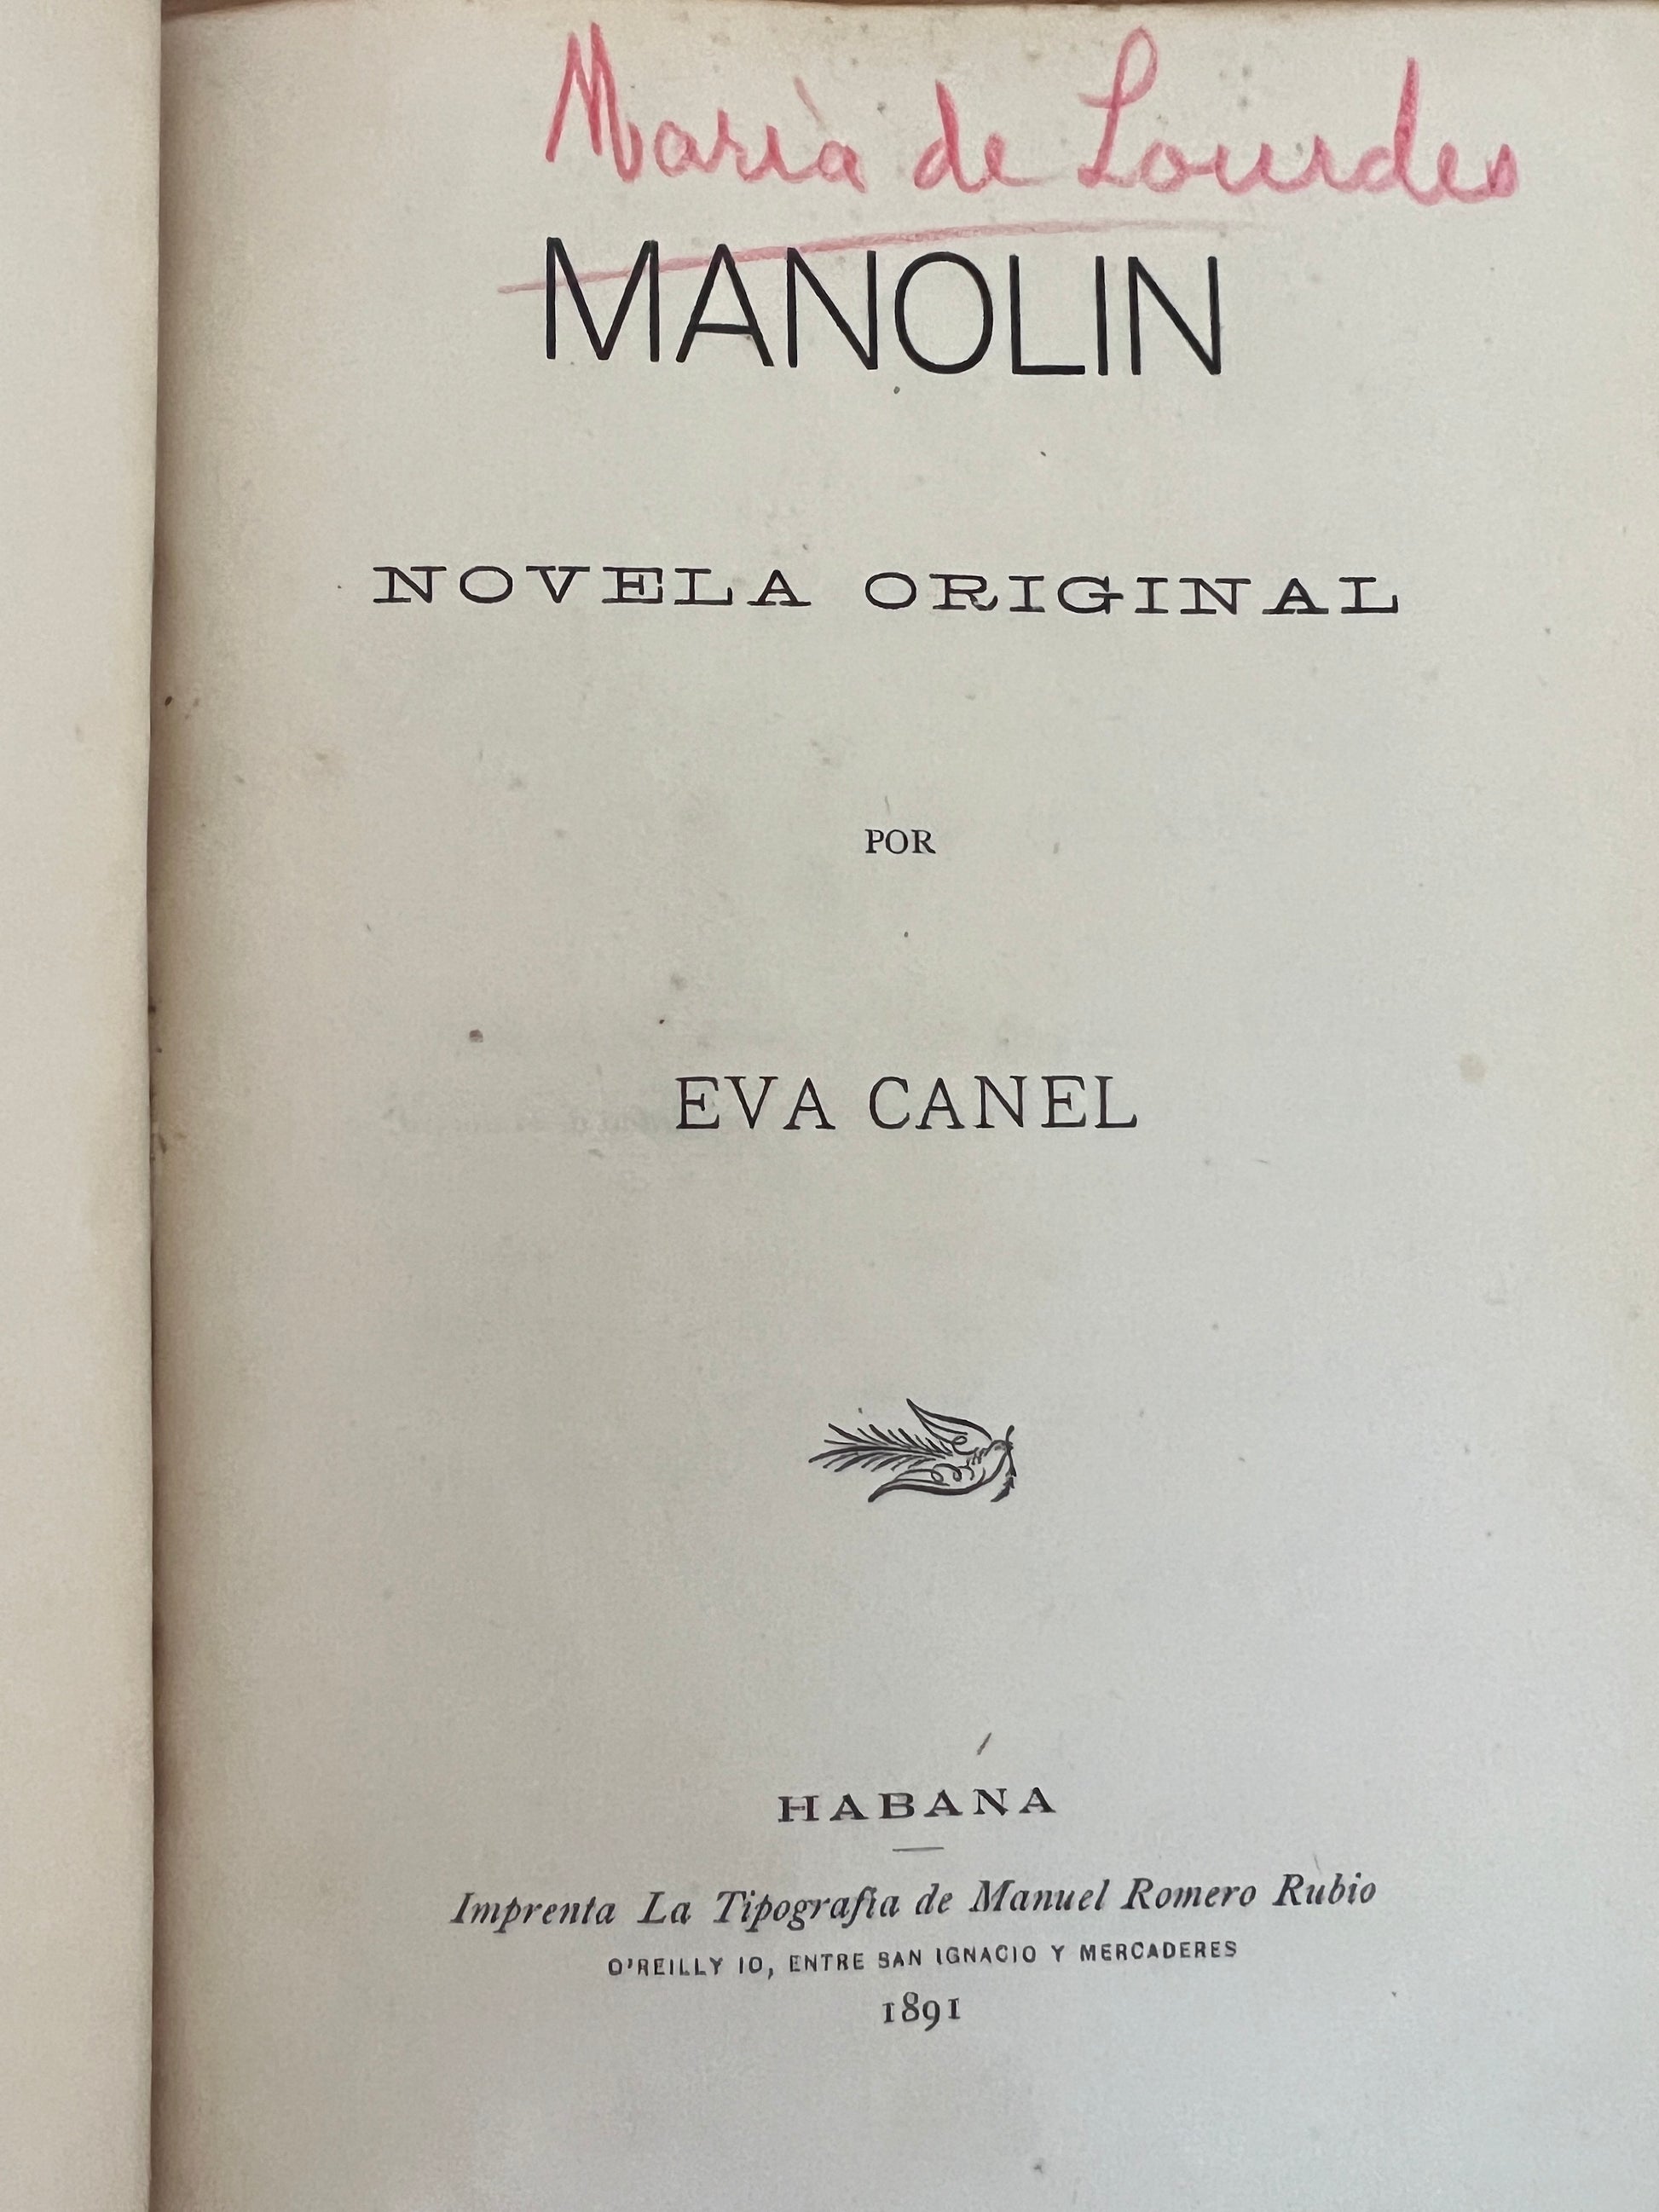 Marìa de Lourdes
MANOLIN
NOVELA ORIGINAL
POR
EVA CANEL
HABANA
Imprenta La Tipografía de Manuel Romero Rubio
O'REILLY 10, ENTRE SAN IGNACIO Y MERCADERES
1891